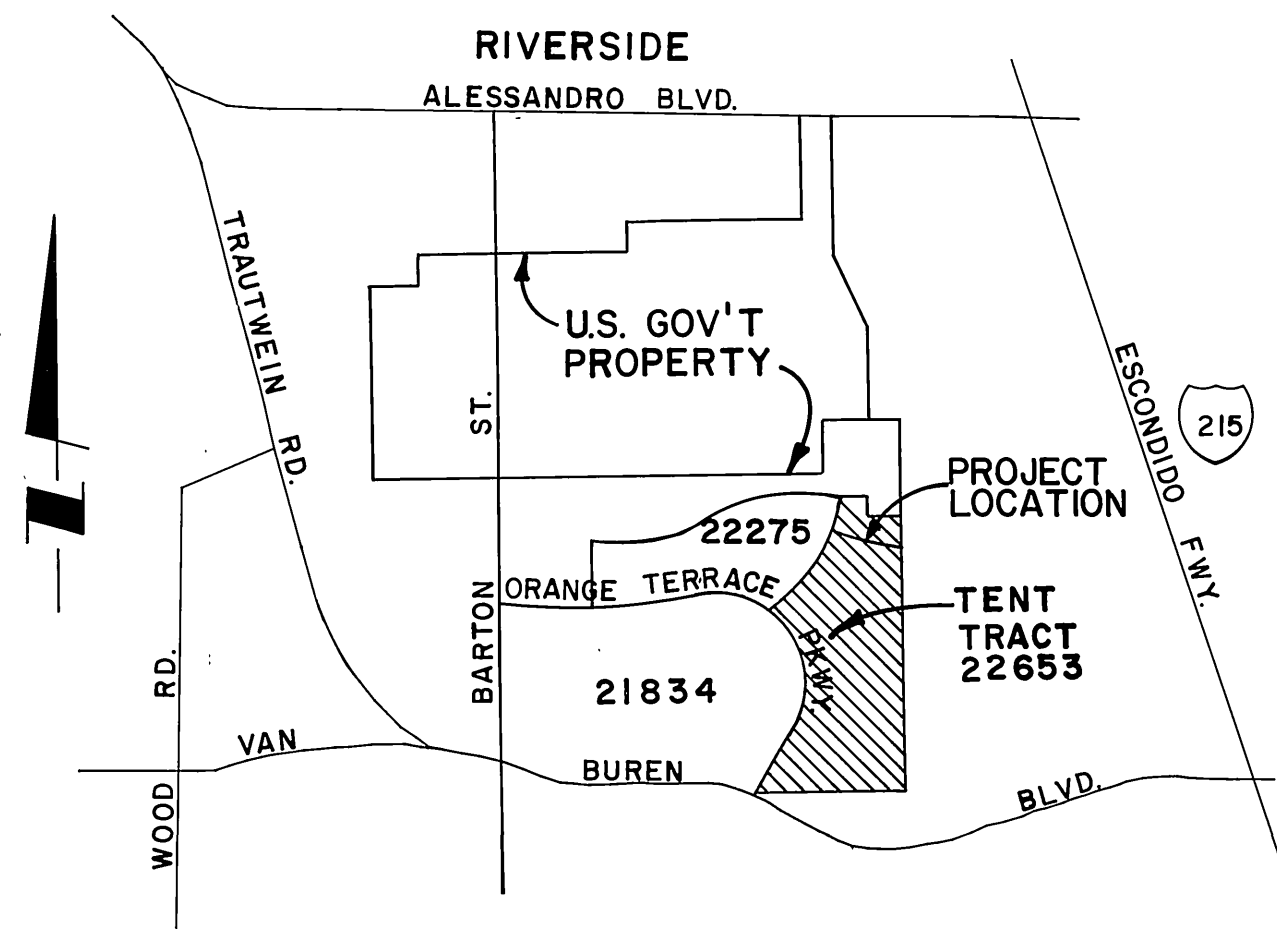 RIVERSIDE
ALESSANDRO BLVD.
TRAUTWEIN RD.
U.S. GOV'T
PROPERTY
ESCONDIDO FWY.
215
BARTON ST.
PROJECT
LOCATION
22275
ORANGE TERRACE PKWY.
TENT
TRACT
22653
21834
WOOD RD.
VAN BUREN BLVD.
N